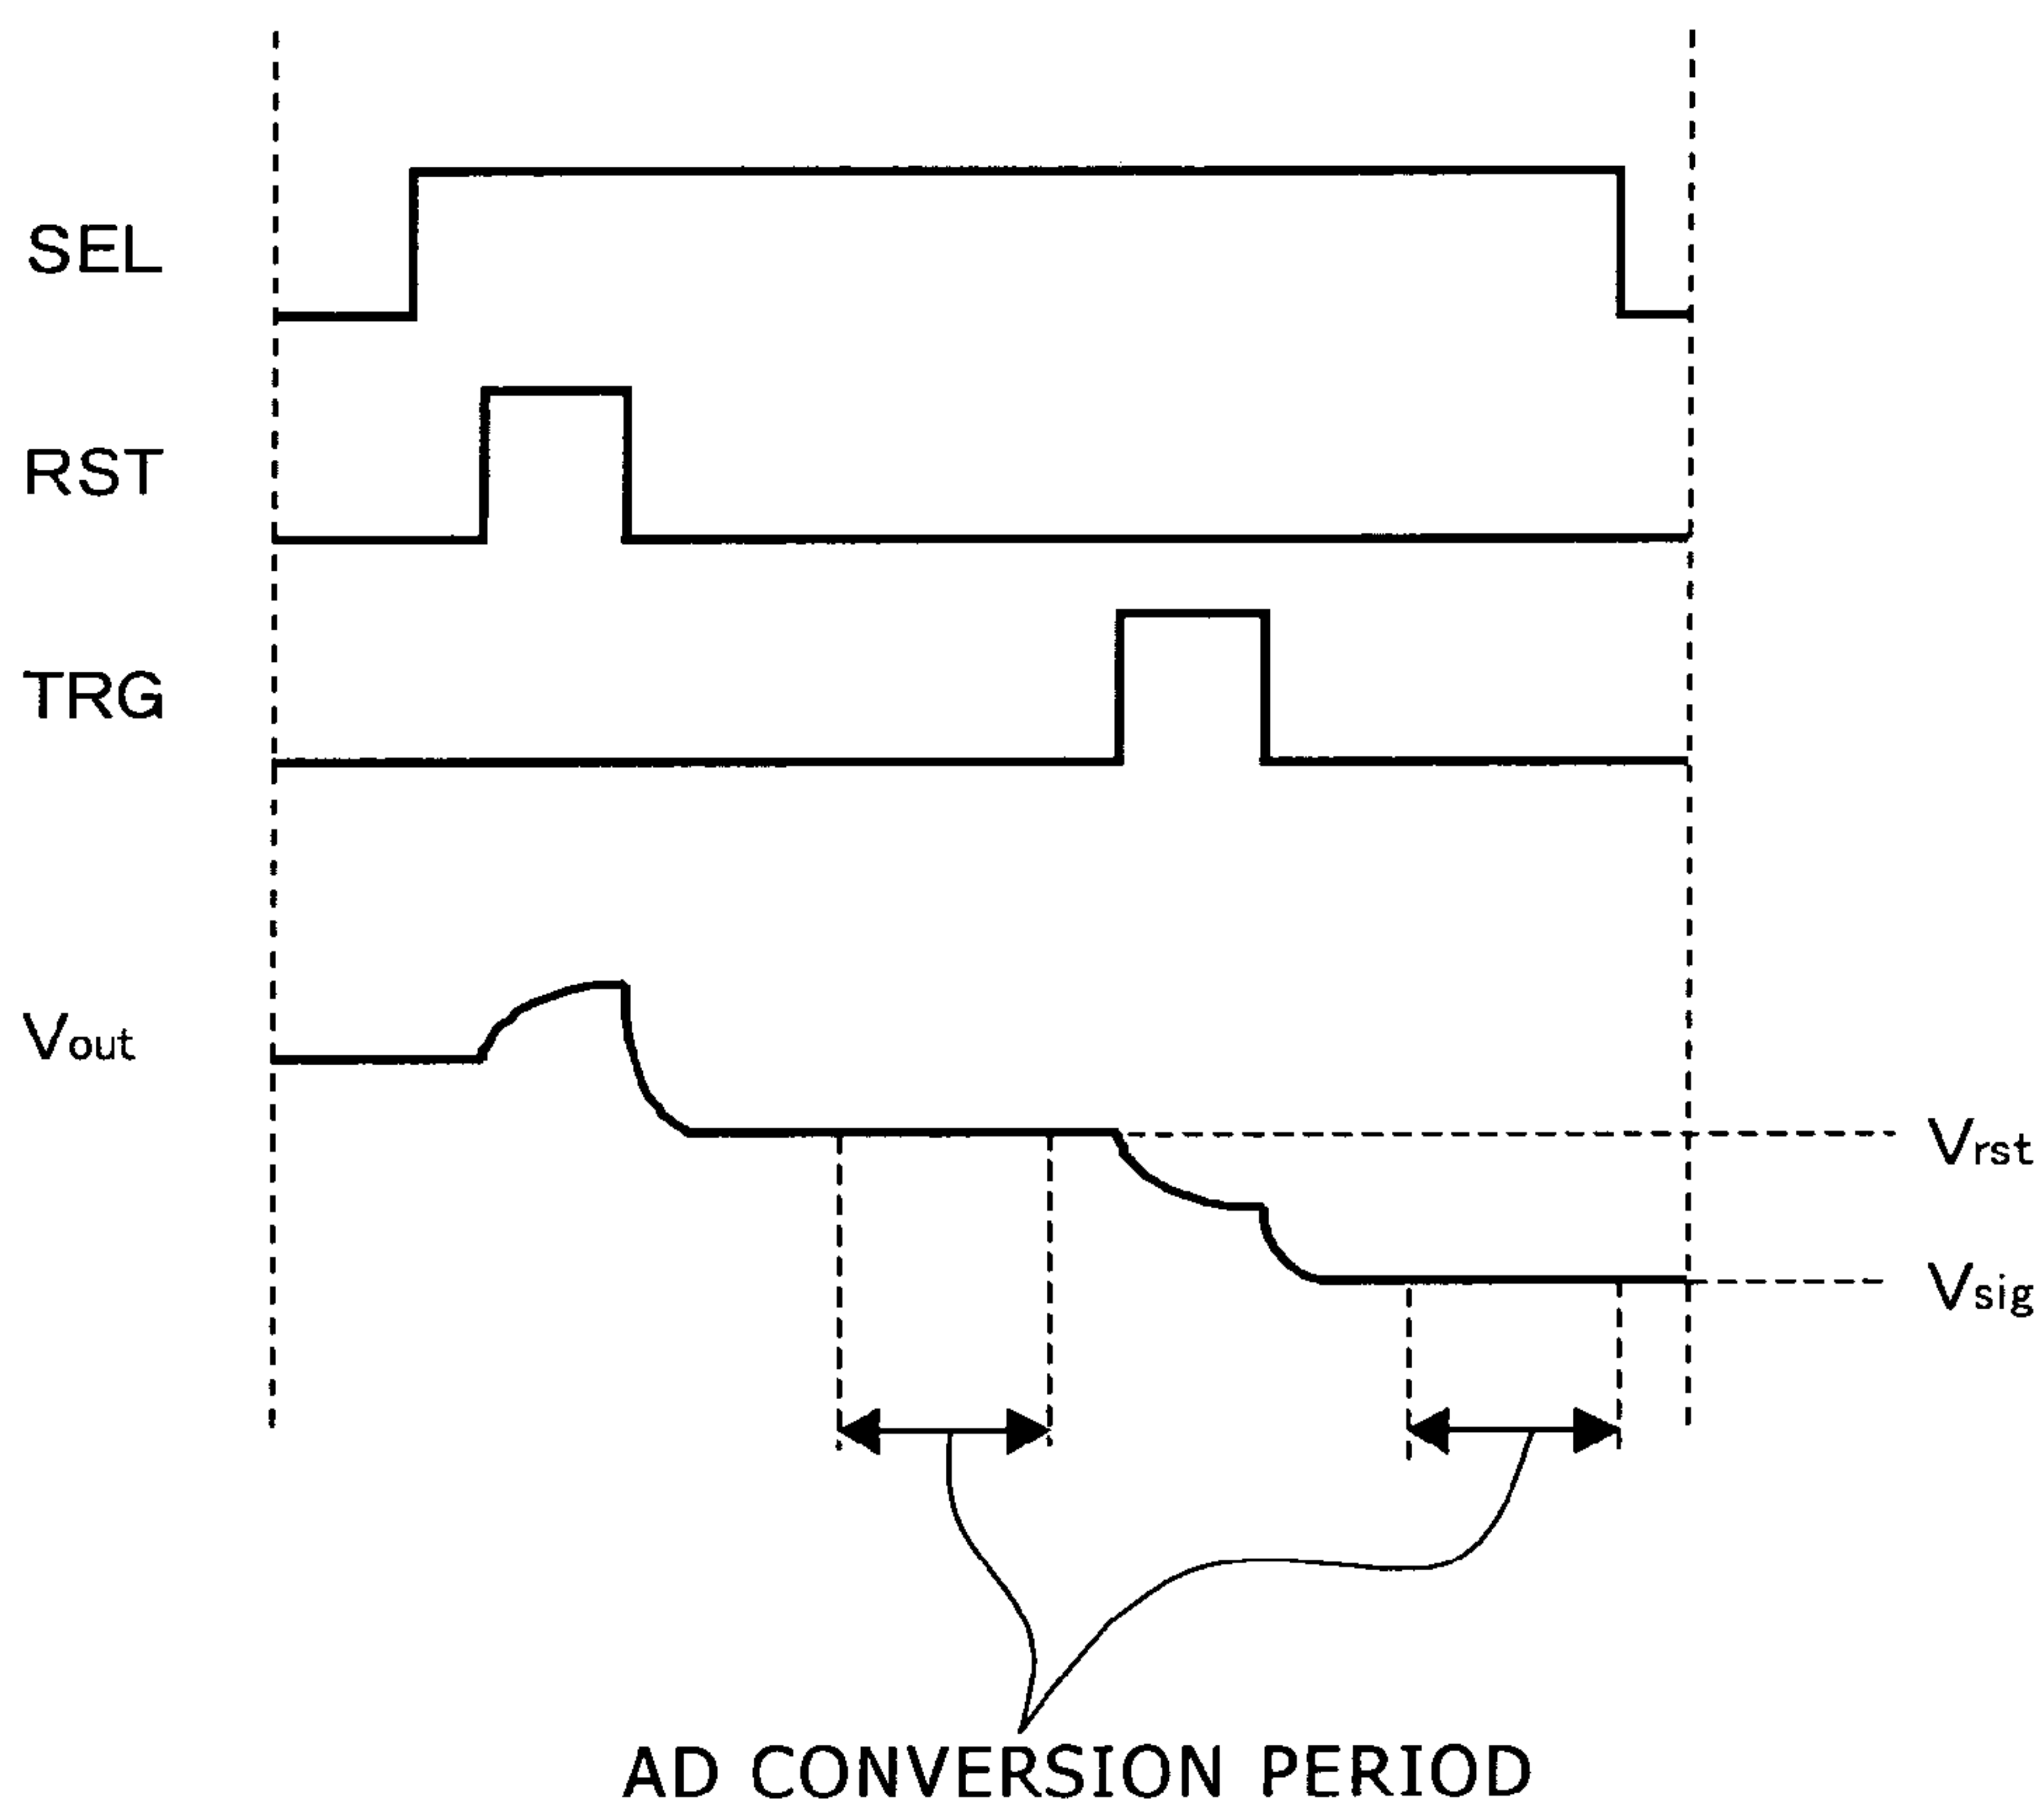 SEL
RST
TRG
Vout
Vrst
Vsig
AD CONVERSION PERIOD